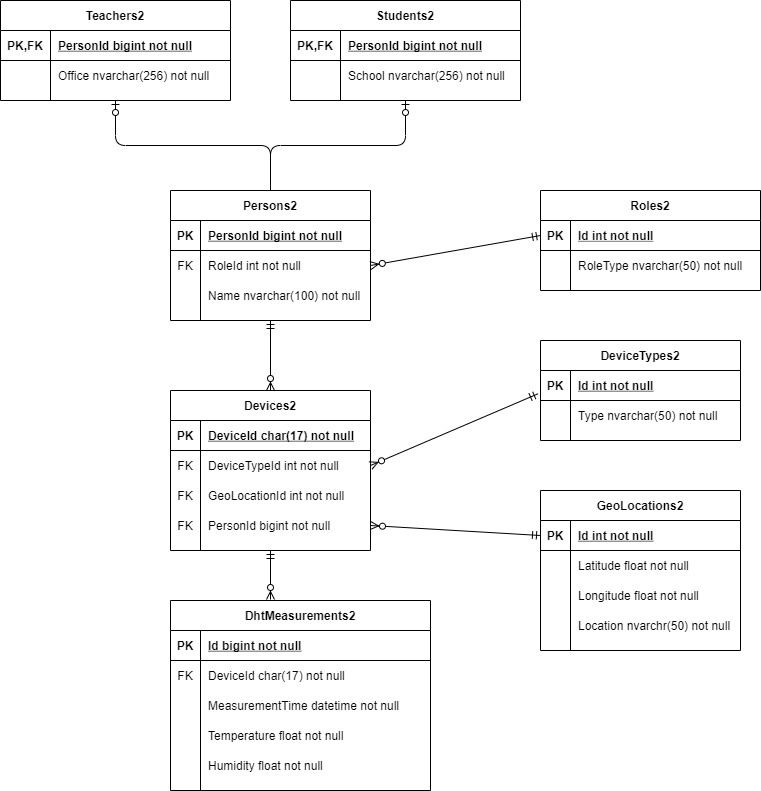 Teachers2
PK,FK PersonId bigint not null
Office nvarchar(256) not null
Students2
PK,FK PersonId bigint not null
School nvarchar(256) not null
Persons2
PK PersonId bigint not null
FK RoleId int not null
Name nvarchar(100) not null
Roles2
PK Id int not null
RoleType nvarchar(50) not null
DeviceTypes2
PK Id int not null
Type nvarchar(50) not null
Devices2
PK DeviceId char(17) not null
FK DeviceTypeId int not null
FK GeoLocationId int not null
FK PersonId bigint not null
GeoLocations2
PK Id int not null
Latitude float not null
Longitude float not null
Location nvarchr(50) not null
DhtMeasurements2
PK Id bigint not null
FK DeviceId char(17) not null
MeasurementTime datetime not null
Temperature float not null
Humidity float not null